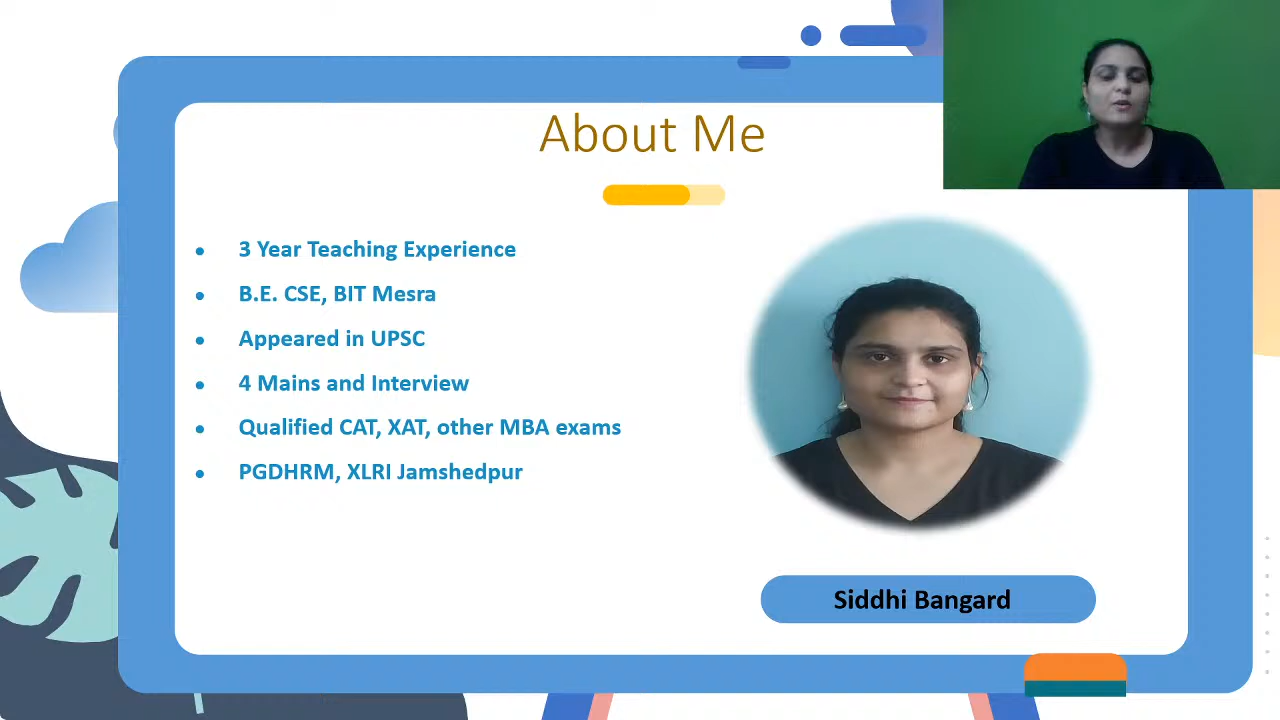 About Me
3 Year Teaching Experience
B.E. CSE, BIT Mesra
Appeared in UPSC
4 Mains and Interview
Qualified CAT, XAT, other MBA exams
PGDHRM, XLRI Jamshedpur
Siddhi Bangard